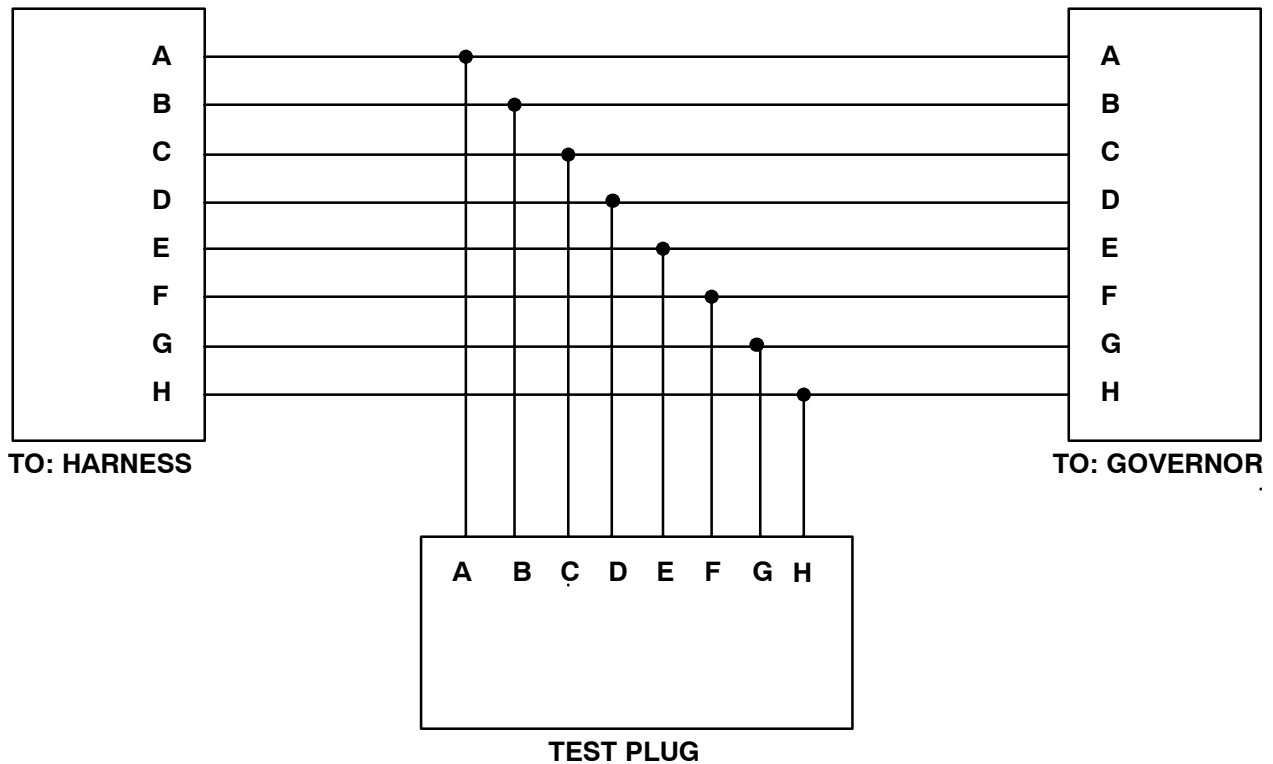 A A
B B
C C
D D
E E
F F
G G
H H
TO: HARNESS TO: GOVERNOR
A B C D E F G H
TEST PLUG